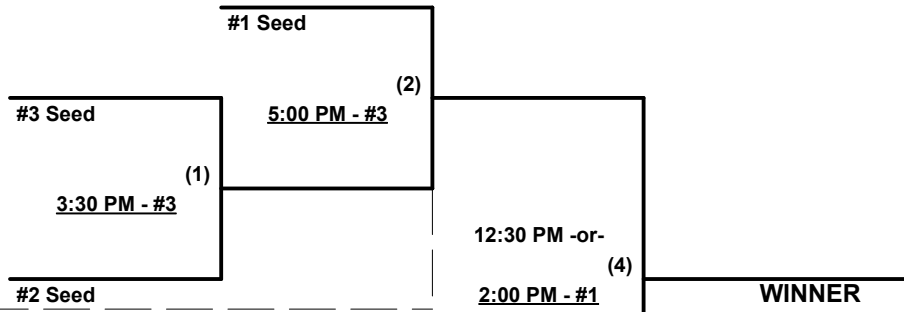 #1 Seed
(2)
5:00 PM - #3
#3 Seed
(1)
3:30 PM - #3
12:30 PM -or-
(4)
2:00 PM - #1
#2 Seed
WINNER